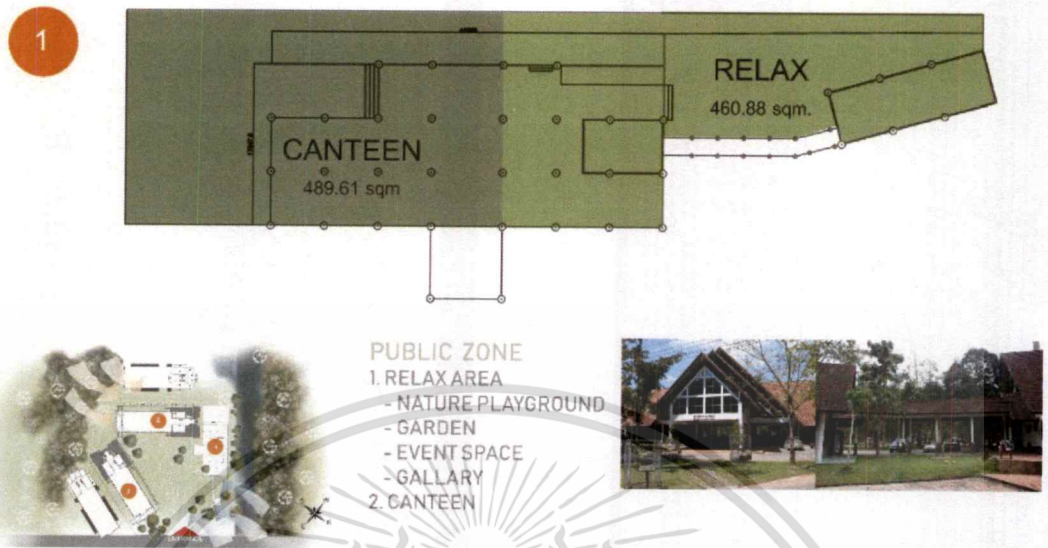 1
RELAX
460.88 sqm.
CANTEEN
489.61 sqm
PUBLIC ZONE
1. RELAX AREA
- NATURE PLAYGROUND
- GARDEN
- EVENT SPACE
- GALLARY
2. CANTEEN